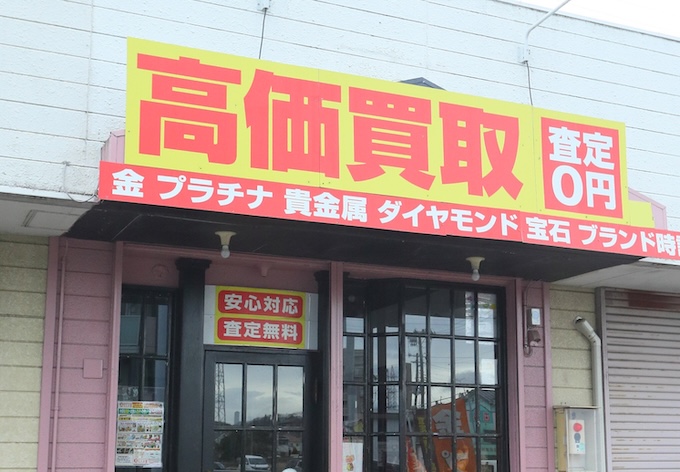 高価買取
査定
0円
金 プラチナ 貴金属 ダイヤモンド 宝石 ブランド時
安心対応
査定無料